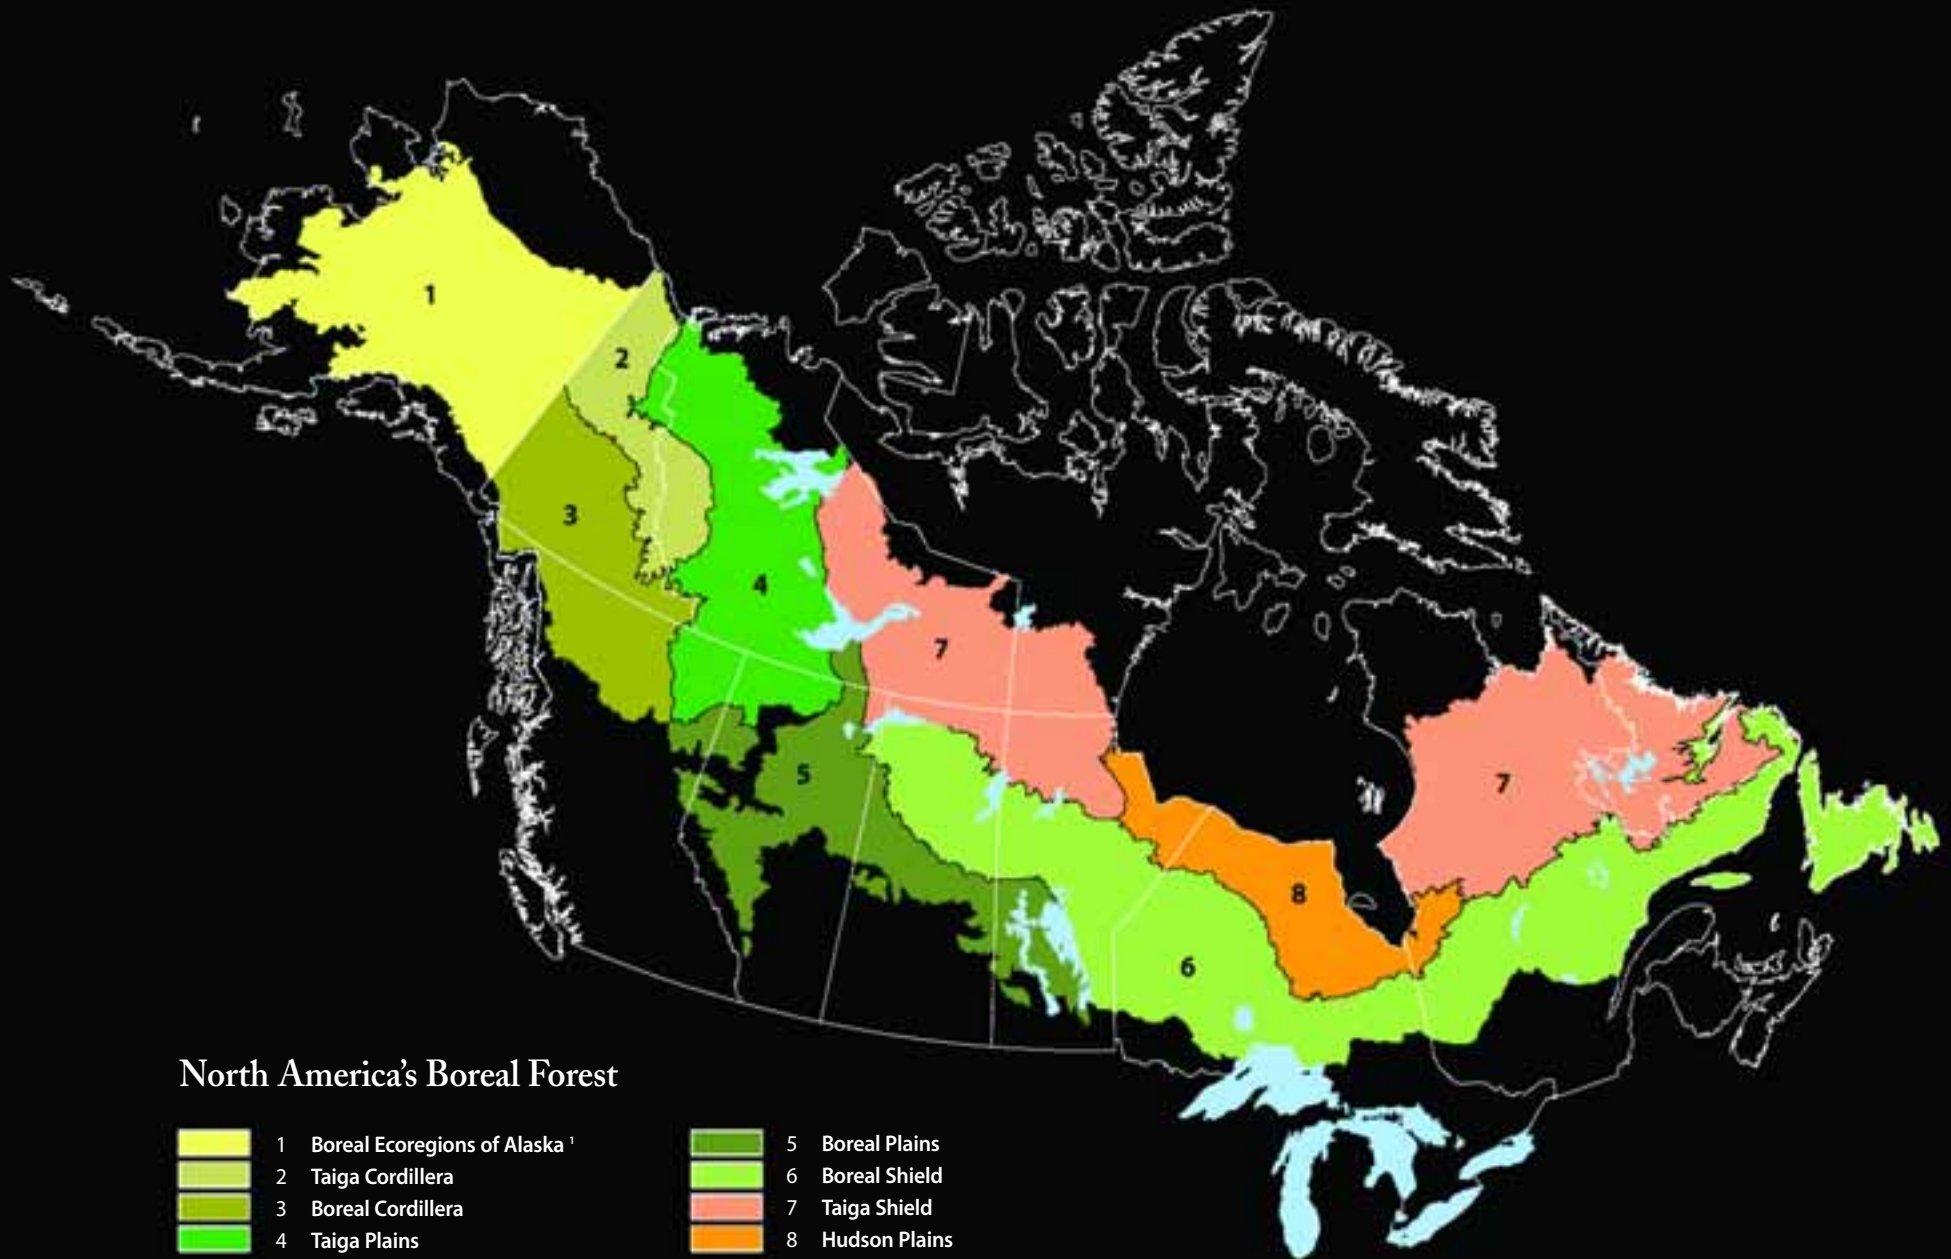 1
2
3
4
7
5
7
8
6
North America's Boreal Forest
1 Boreal Ecoregions of Alaska ¹
2 Taiga Cordillera
3 Boreal Cordillera
4 Taiga Plains
5 Boreal Plains
6 Boreal Shield
7 Taiga Shield
8 Hudson Plains